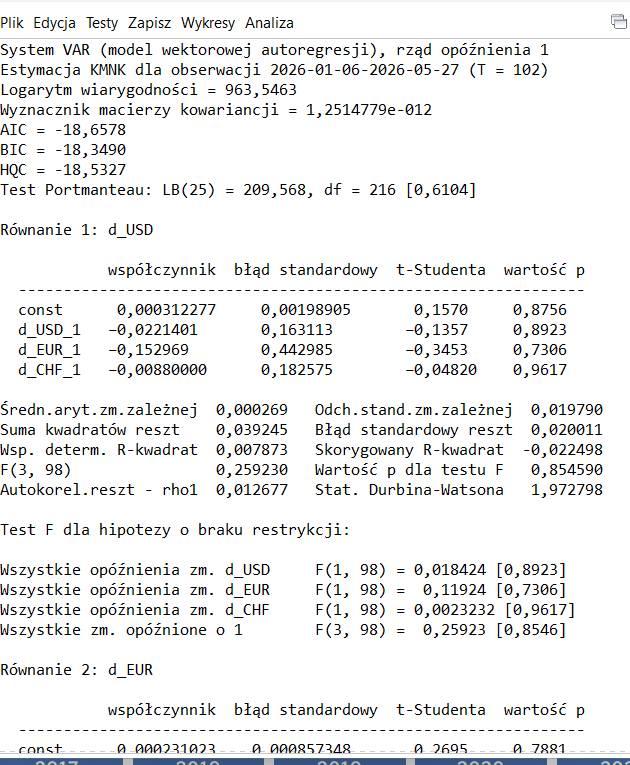 Plik Edycja Testy Zapisz Wykresy Analiza
System VAR (model wektorowej autoregresji), rząd opóźnienia 1
Estymacja KMNK dla obserwacji 2026-01-06-2026-05-27 (T = 102)
Logarytm wiarygodności = 963,5463
Wyznacznik macierzy kowariancji = 1,2514779e-012
AIC = -18,6578
BIC = -18,3490
HQC = -18,5327
Test Portmanteau: LB(25) = 209,568, df = 216 [0,6104]
Równanie 1: d_USD
współczynnik błąd standardowy t-Studenta wartość p
---------------------------------------------------------
const 0,000312277 0,00198905 0,1570 0,8756
d_USD_1 −0,0221401 0,163113 −0,1357 0,8923
d_EUR_1 −0,152969 0,442985 −0,3453 0,7306
d_CHF_1 −0,00880000 0,182575 −0,04820 0,9617
Średn.aryt.zm.zależnej 0,000269 Odch.stand.zm.zależnej 0,019790
Suma kwadratów reszt 0,039245 Błąd standardowy reszt 0,020011
Wsp. determ. R-kwadrat 0,007873 Skorygowany R-kwadrat -0,022498
F(3, 98) 0,259230 Wartość p dla testu F 0,854590
Autokorel.reszt - rho1 0,012677 Stat. Durbina-Watsona 1,972798
Test F dla hipotezy o braku restrykcji:
Wszystkie opóźnienia zm. d_USD F(1, 98) = 0,018424 [0,8923]
Wszystkie opóźnienia zm. d_EUR F(1, 98) = 0,11924 [0,7306]
Wszystkie opóźnienia zm. d_CHF F(1, 98) = 0,0023232 [0,9617]
Wszystkie zm. opóźnione o 1 F(3, 98) = 0,25923 [0,8546]
Równanie 2: d_EUR
współczynnik błąd standardowy t-Studenta wartość p
---------------------------------------------------------
const 0,000231023 0,000857348 0,2695 0,7881
2017 2018 2019 2020